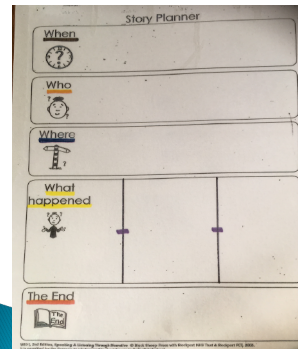 Story Planner
When
Who
Where
What
happened
The End
The
End